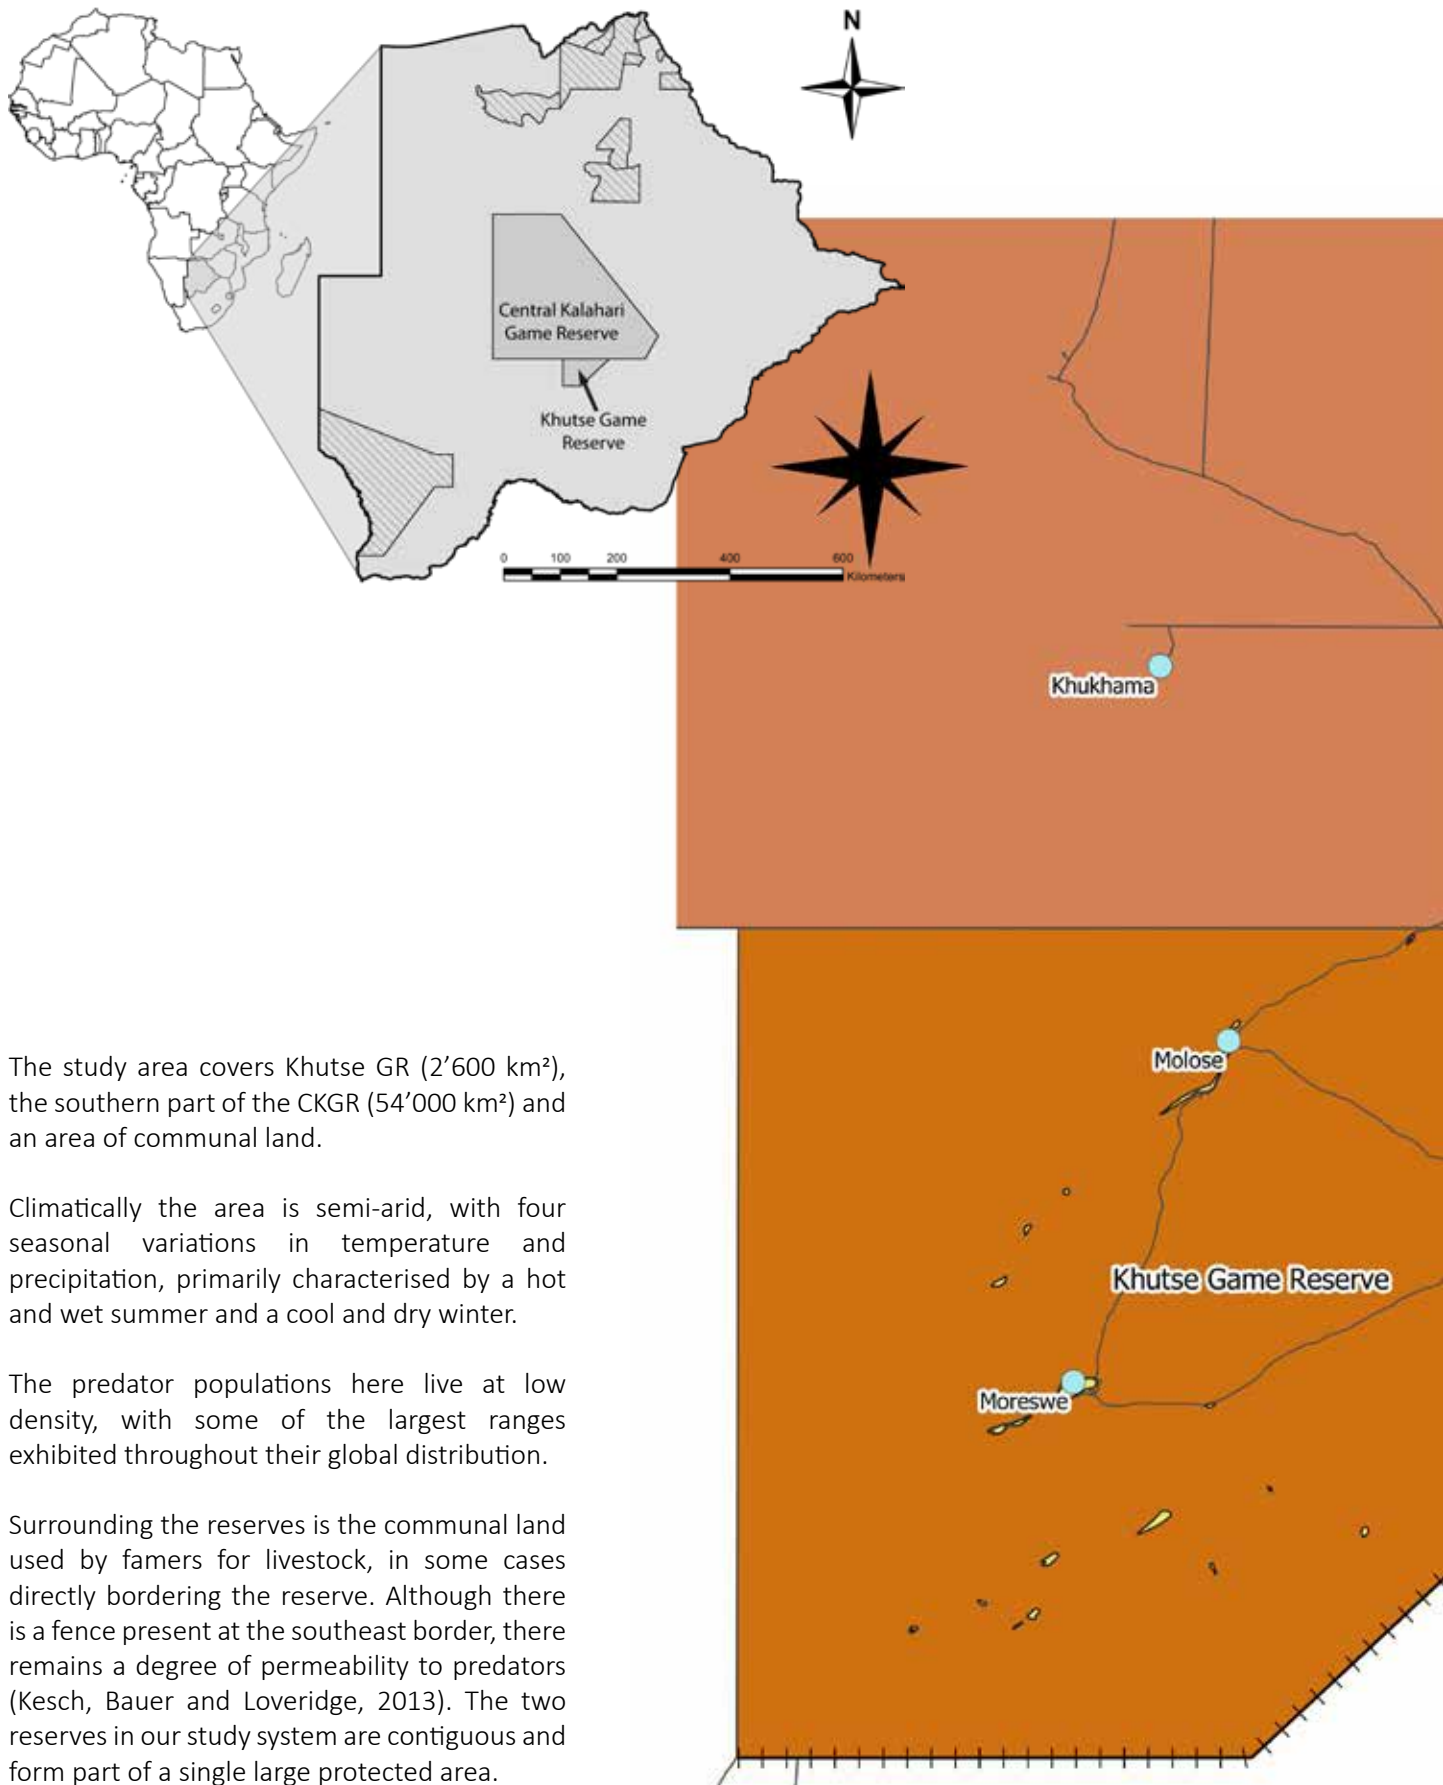 N
Central Kalahari
Game Reserve
Khutse Game
Reserve
0 100 200 400 600
Kilometers
Khukhama
Molose
Khutse Game Reserve
Moreswe
The study area covers Khutse GR (2’600 km²),
the southern part of the CKGR (54’000 km²) and
an area of communal land.
Climatically the area is semi-arid, with four
seasonal variations in temperature and
precipitation, primarily characterised by a hot
and wet summer and a cool and dry winter.
The predator populations here live at low
density, with some of the largest ranges
exhibited throughout their global distribution.
Surrounding the reserves is the communal land
used by famers for livestock, in some cases
directly bordering the reserve. Although there
is a fence present at the southeast border, there
remains a degree of permeability to predators
(Kesch, Bauer and Loveridge, 2013). The two
reserves in our study system are contiguous and
form part of a single large protected area.